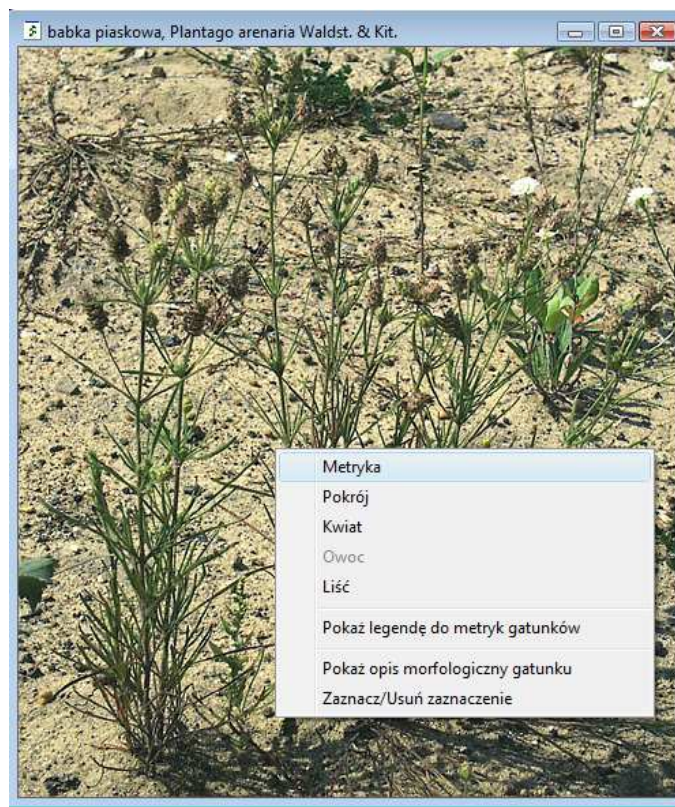 babka piaskowa, Plantago arenaria Waldst. & Kit.
Metryka
Pokrój
Kwiat
Owoc
Liść
Pokaż legendę do metryk gatunków
Pokaż opis morfologiczny gatunku
Zaznacz/Usuń zaznaczenie